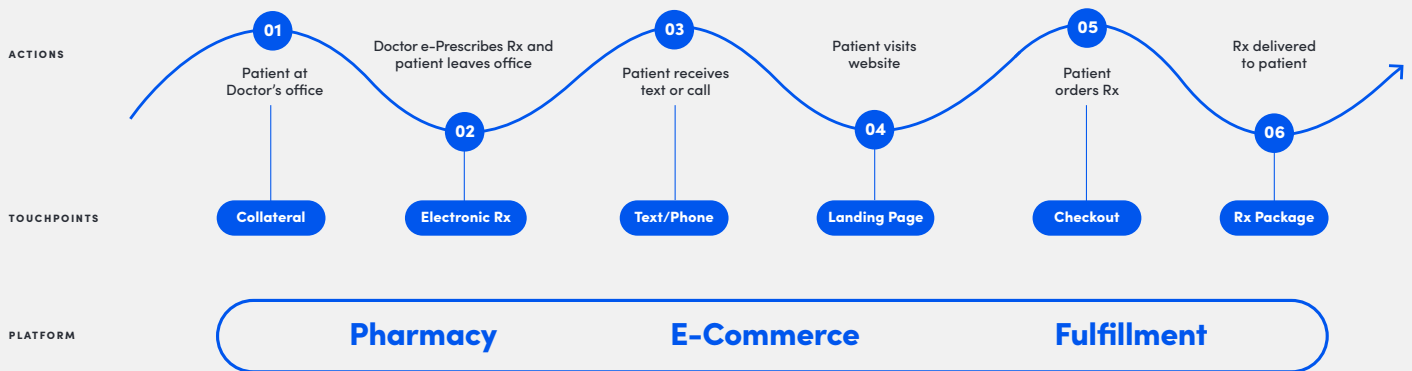 01
03
05
ACTIONS
Patient at
Doctor's office
Doctor e-Prescribes Rx and
patient leaves office
Patient receives
text or call
Patient visits
website
Patient
orders Rx
Rx delivered
to patient
02
04
06
TOUCHPOINTS
Collateral
Electronic Rx
Text/Phone
Landing Page
Checkout
Rx Package
PLATFORM
Pharmacy
E-Commerce
Fulfillment